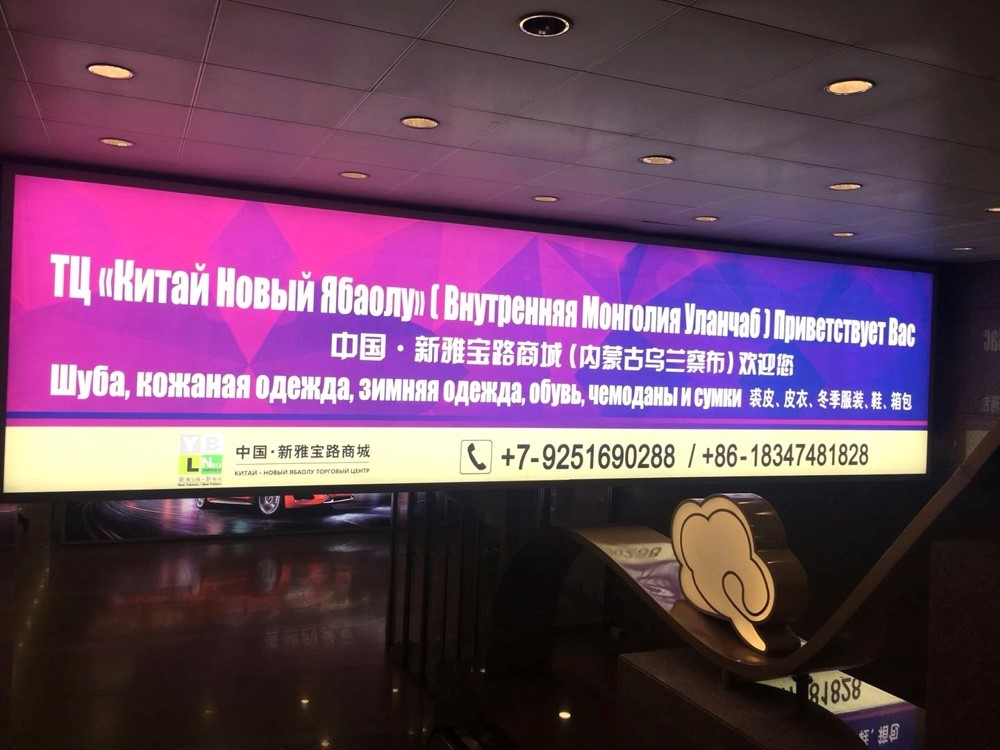 ТЦ «Китай Новый Ябаолу» ( Внутренняя Монголия Уланчаб ) Приветствует Вас
中国·新雅宝路商城(内蒙古乌兰察布)欢迎您
Шуба, кожаная одежда, зимняя одежда, обувь, чемоданы и сумки 裘皮、皮衣、冬季服装、鞋、箱包
YB
LN
中国·新雅宝路商城
КИТАЙ·НОВЫЙ ЯБАОЛУ ТОРГОВЫЙ ЦЕНТР
+7-9251690288 / +86-18347481828